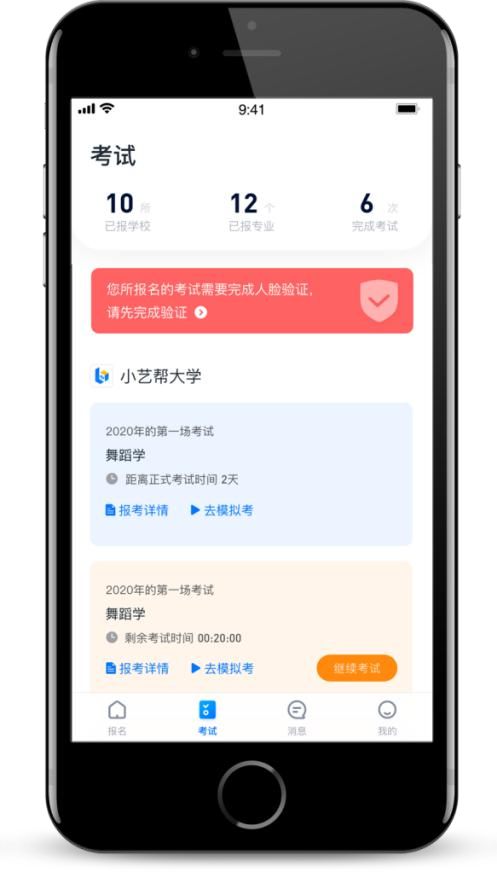 9:41
考试
10 所 12 个 6 次
已报学校 已报专业 完成考试
您所报名的考试需要完成人脸验证,
请先完成验证
小艺帮大学
2020年的第一场考试
舞蹈学
距离正式考试时间 2天
报考详情 去模拟考
2020年的第一场考试
舞蹈学
剩余考试时间 00:20:00
报考详情 去模拟考 继续考试
报名 考试 消息 我的